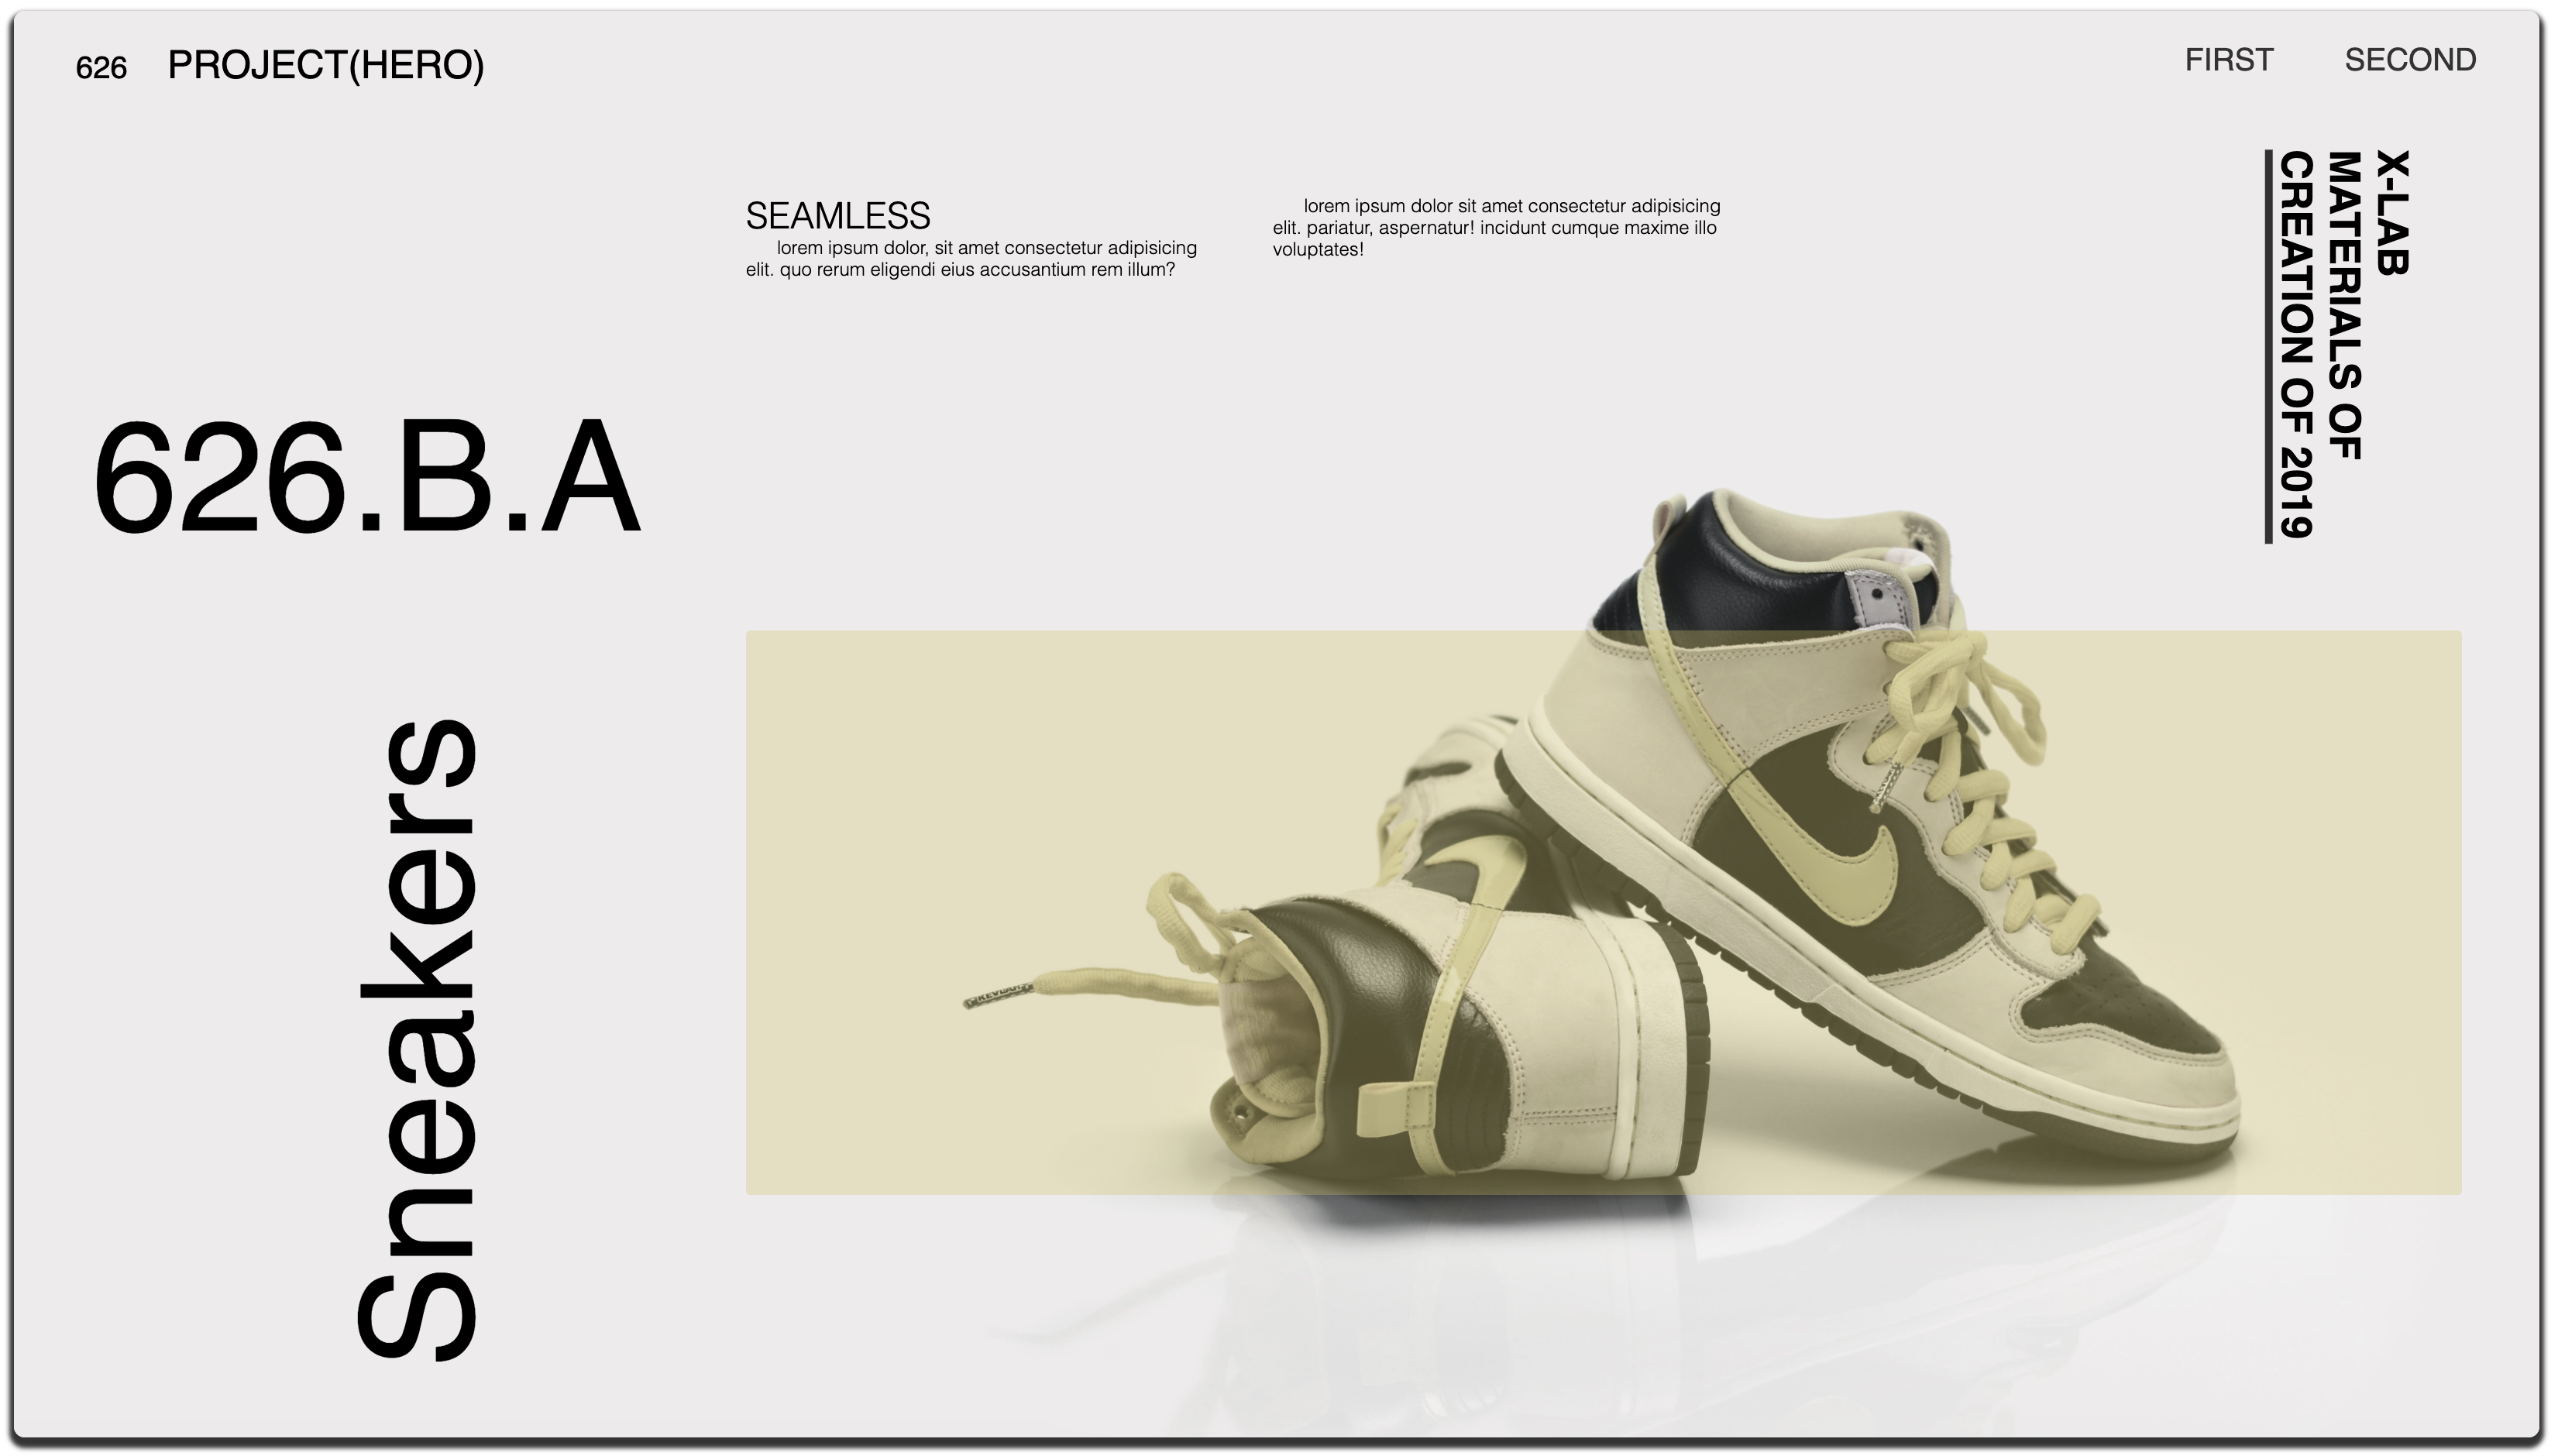 626 PROJECT(HERO)
FIRST SECOND
SEAMLESS
lorem ipsum dolor, sit amet consectetur adipisicing
elit. quo rerum eligendi eius accusantium rem illum?
lorem ipsum dolor sit amet consectetur adipisicing
elit. pariatur, aspernatur! incidunt cumque maxime illo
voluptates!
X-LAB
MATERIALS OF
CREATION OF 2019
626.B.A
Sneakers